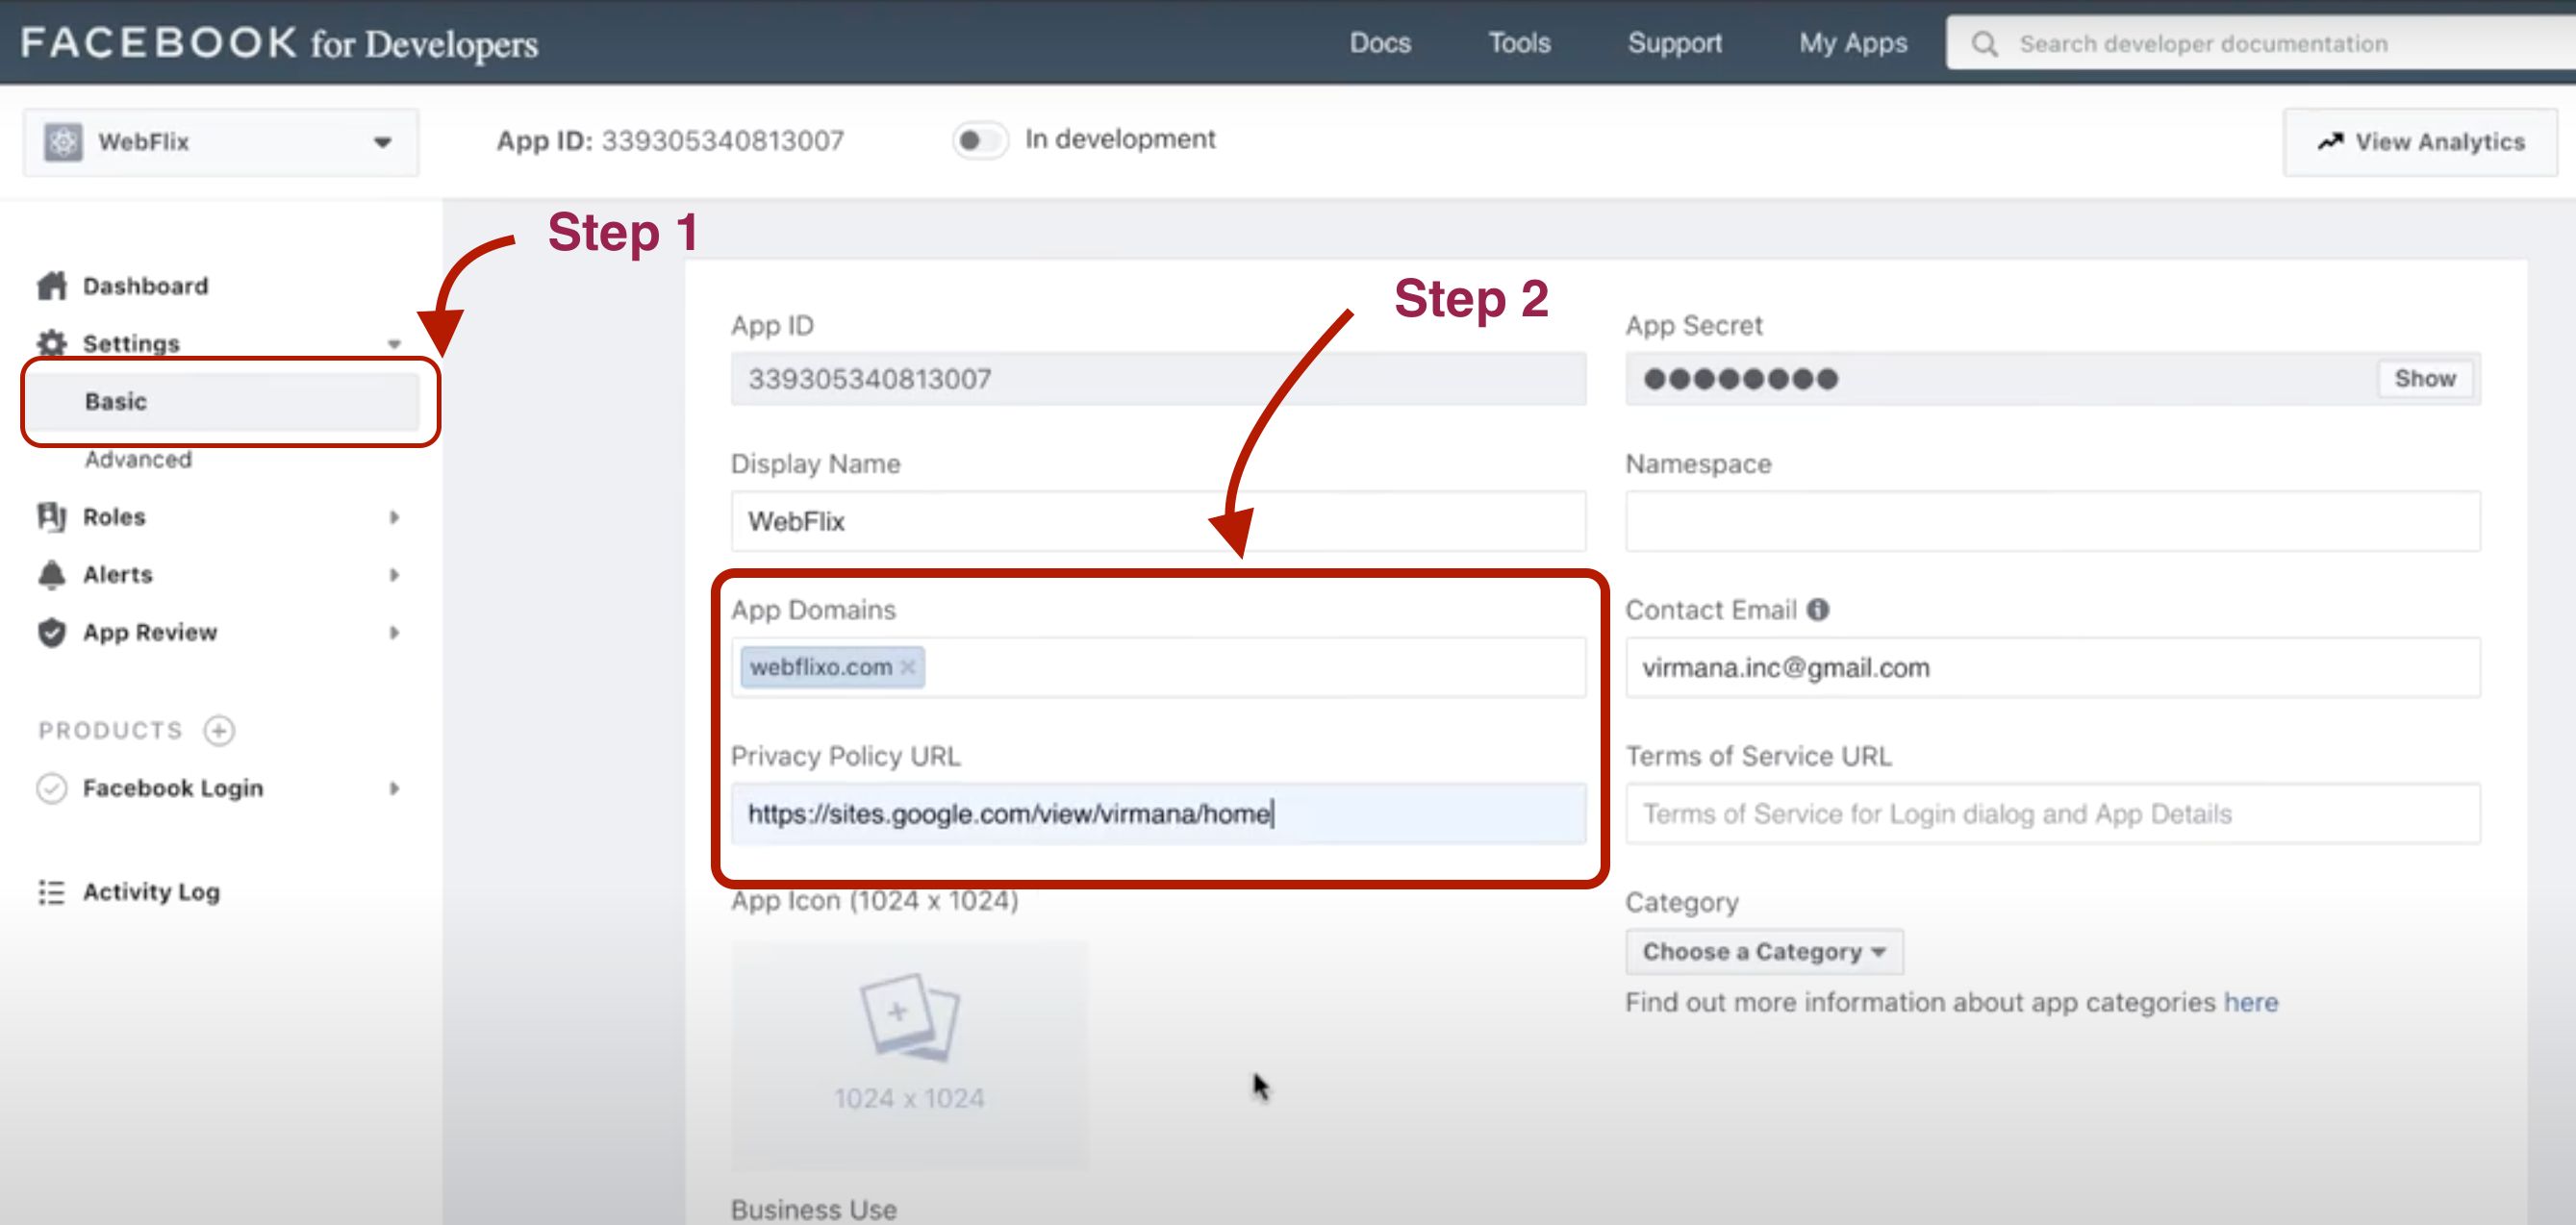 FACEBOOK for Developers
Docs
Tools
Support
My Apps
Search developer documentation
WebFlix
App ID: 339305340813007
In development
View Analytics
Step 1
Dashboard
Settings
Basic
Advanced
Roles
Alerts
App Review
PRODUCTS
Facebook Login
Activity Log
Step 2
App ID
339305340813007
App Secret
●●●●●●●●
Show
Display Name
WebFlix
Namespace
App Domains
webflixo.com ×
Contact Email
virmana.inc@gmail.com
Privacy Policy URL
https://sites.google.com/view/virmana/home
Terms of Service URL
Terms of Service for Login dialog and App Details
App Icon (1024 x 1024)
1024 x 1024
Category
Choose a Category
Find out more information about app categories here
Business Use